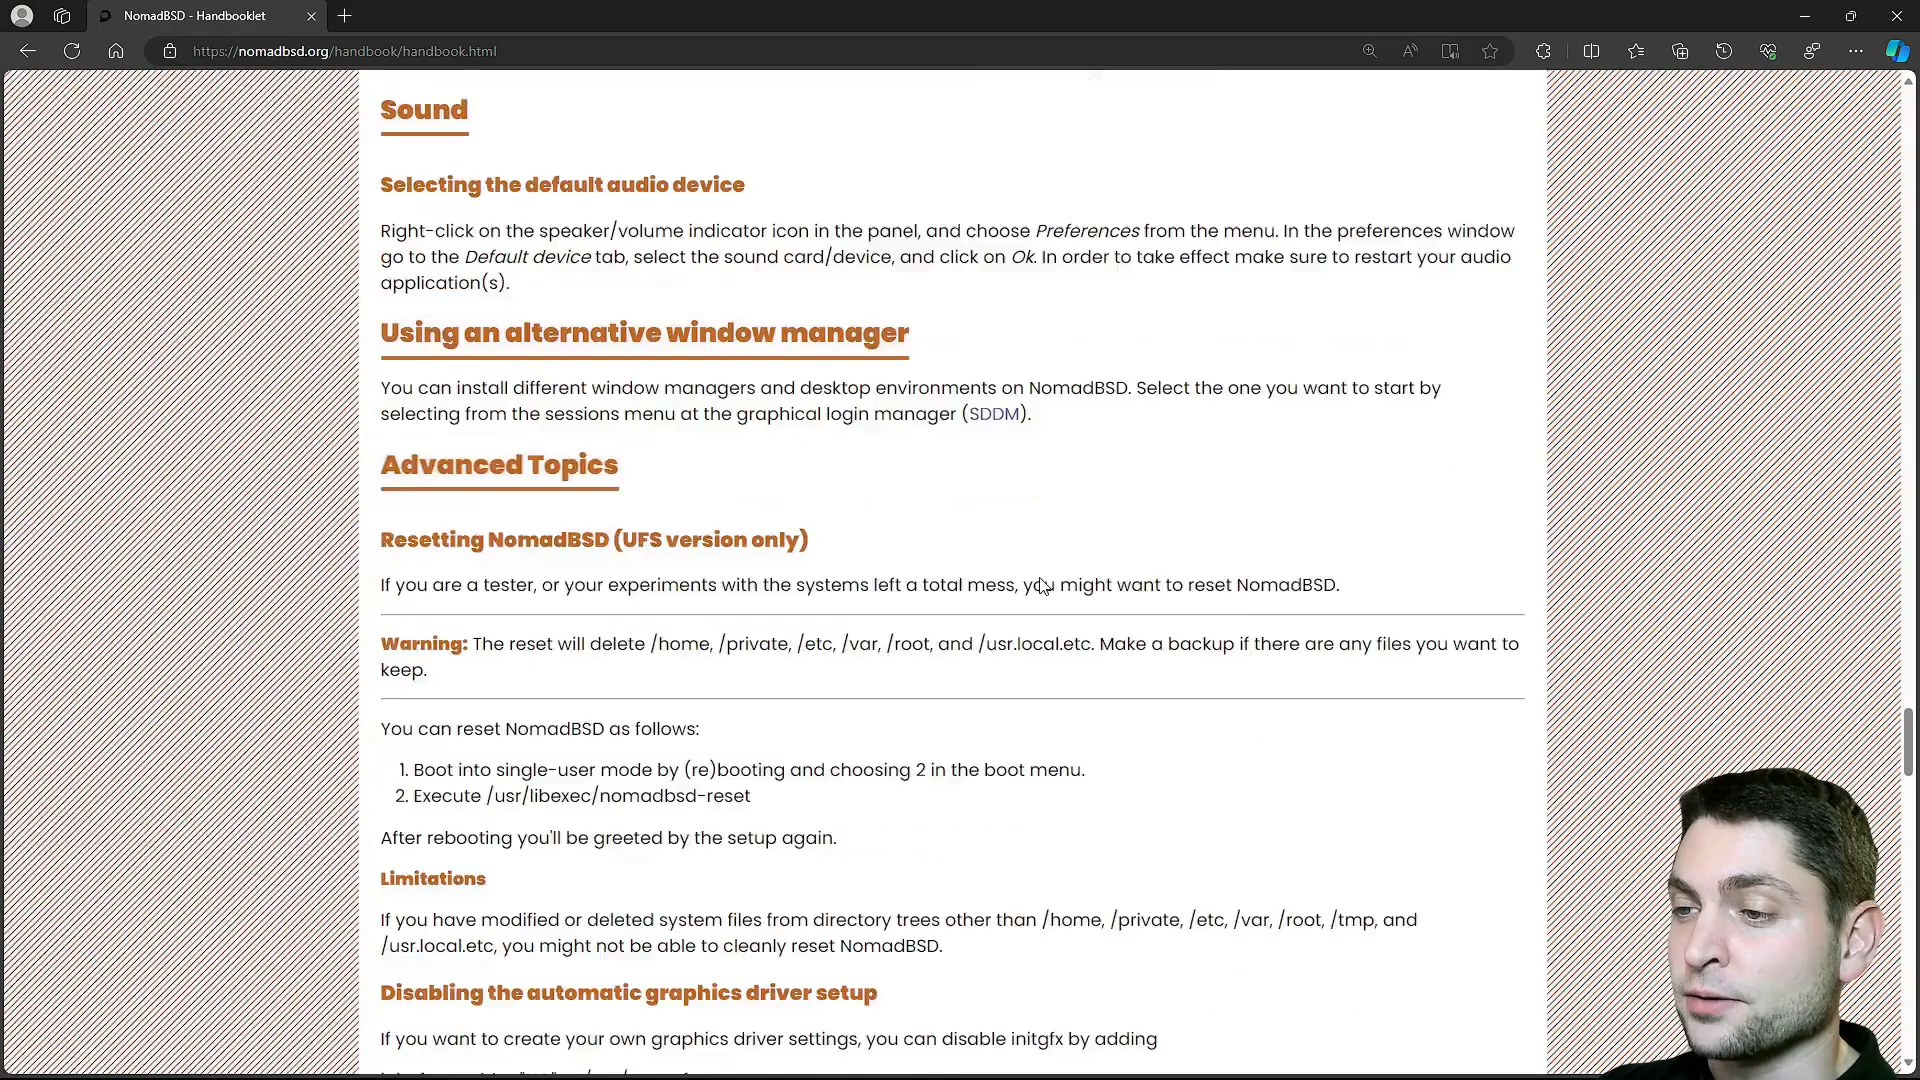 NomadBSD - Handbooklet
https://nomadbsd.org/handbook/handbook.html
Sound
Selecting the default audio device
Right-click on the speaker/volume indicator icon in the panel, and choose Preferences from the menu. In the preferences window
go to the Default device tab, select the sound card/device, and click on Ok. In order to take effect make sure to restart your audio
application(s).
Using an alternative window manager
You can install different window managers and desktop environments on NomadBSD. Select the one you want to start by
selecting from the sessions menu at the graphical login manager (SDDM).
Advanced Topics
Resetting NomadBSD (UFS version only)
If you are a tester, or your experiments with the systems left a total mess, you might want to reset NomadBSD.
Warning: The reset will delete /home, /private, /etc, /var, /root, and /usr.local.etc. Make a backup if there are any files you want to
keep.
You can reset NomadBSD as follows:
1. Boot into single-user mode by (re)booting and choosing 2 in the boot menu.
2. Execute /usr/libexec/nomadbsd-reset
After rebooting you'll be greeted by the setup again.
Limitations
If you have modified or deleted system files from directory trees other than /home, /private, /etc, /var, /root, /tmp, and
/usr.local.etc, you might not be able to cleanly reset NomadBSD.
Disabling the automatic graphics driver setup
If you want to create your own graphics driver settings, you can disable initgfx by adding